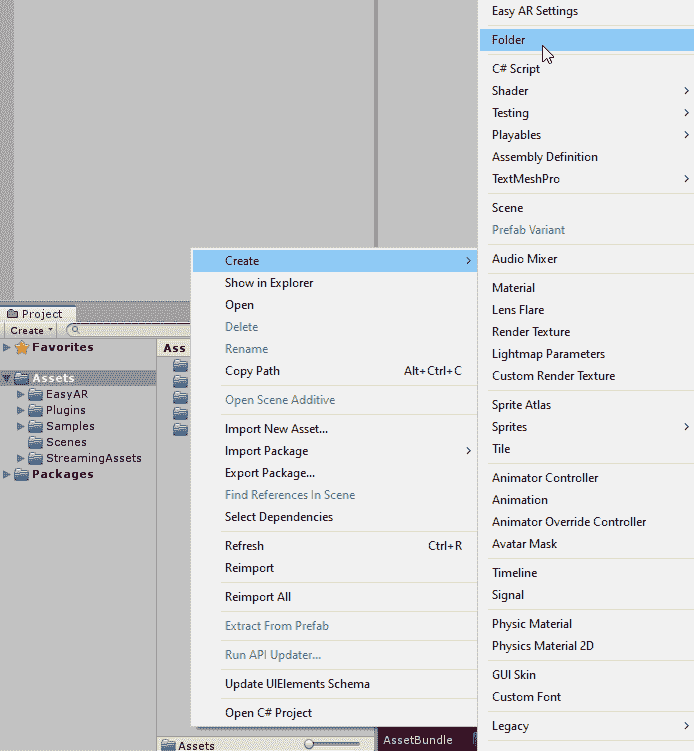 Easy AR Settings
Folder
C# Script
Shader
Testing
Playables
Assembly Definition
TextMeshPro
Scene
Prefab Variant
Audio Mixer
Material
Lens Flare
Render Texture
Lightmap Parameters
Custom Render Texture
Sprite Atlas
Sprites
Tile
Animator Controller
Animation
Animator Override Controller
Avatar Mask
Timeline
Signal
Physic Material
Physics Material 2D
GUI Skin
Custom Font
Legacy
Create
Show in Explorer
Open
Delete
Rename
Copy Path Alt+Ctrl+C
Open Scene Additive
Import New Asset...
Import Package
Export Package...
Find References In Scene
Select Dependencies
Refresh Ctrl+R
Reimport
Reimport All
Extract From Prefab
Run API Updater...
Update UIElements Schema
Open C# Project
Project
Create
Favorites
Assets
EasyAR
Plugins
Samples
Scenes
StreamingAssets
Packages
Ass
Assets
AssetBundle